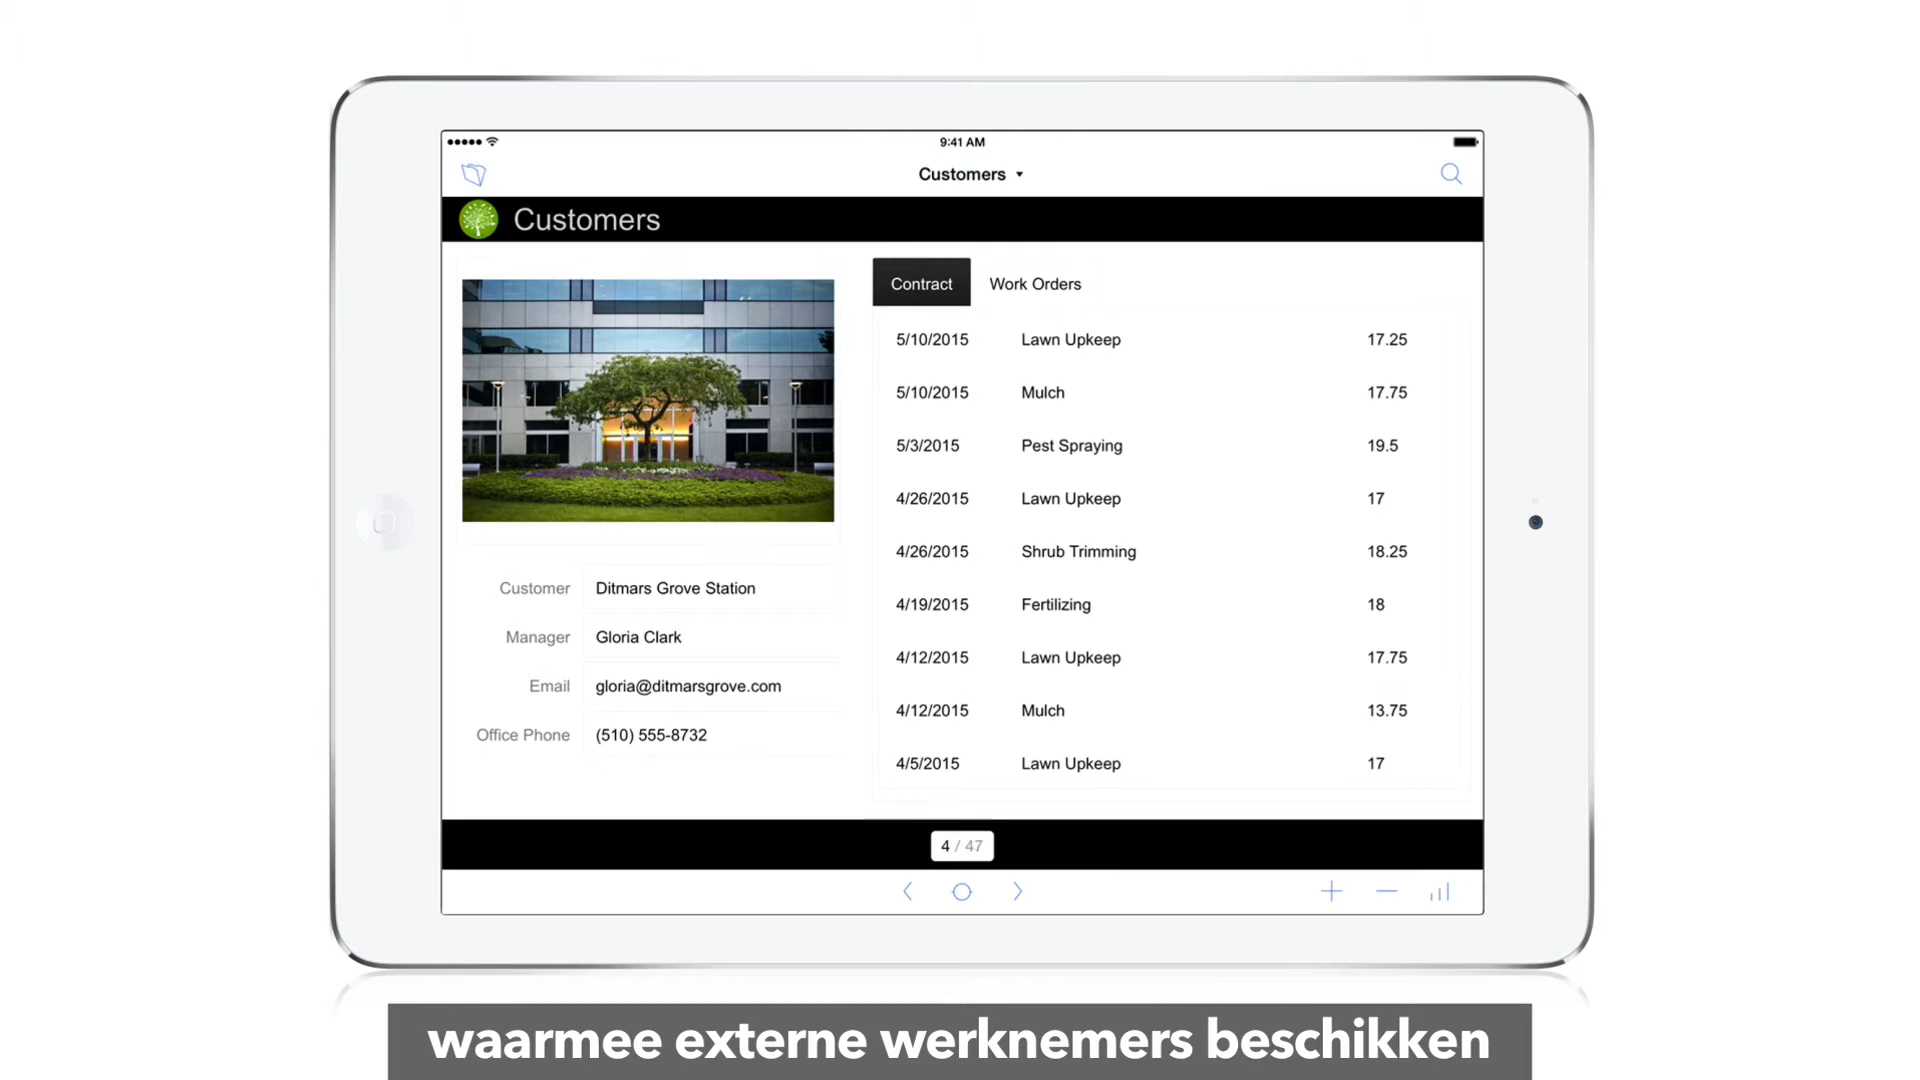 9:41 AM
Customers
Customers
Contract Work Orders
5/10/2015 Lawn Upkeep 17.25
5/10/2015 Mulch 17.75
5/3/2015 Pest Spraying 19.5
4/26/2015 Lawn Upkeep 17
4/26/2015 Shrub Trimming 18.25
4/19/2015 Fertilizing 18
4/12/2015 Lawn Upkeep 17.75
4/12/2015 Mulch 13.75
4/5/2015 Lawn Upkeep 17
Customer Ditmars Grove Station
Manager Gloria Clark
Email gloria@ditmarsgrove.com
Office Phone (510) 555-8732
4 / 47
waarmee externe werknemers beschikken